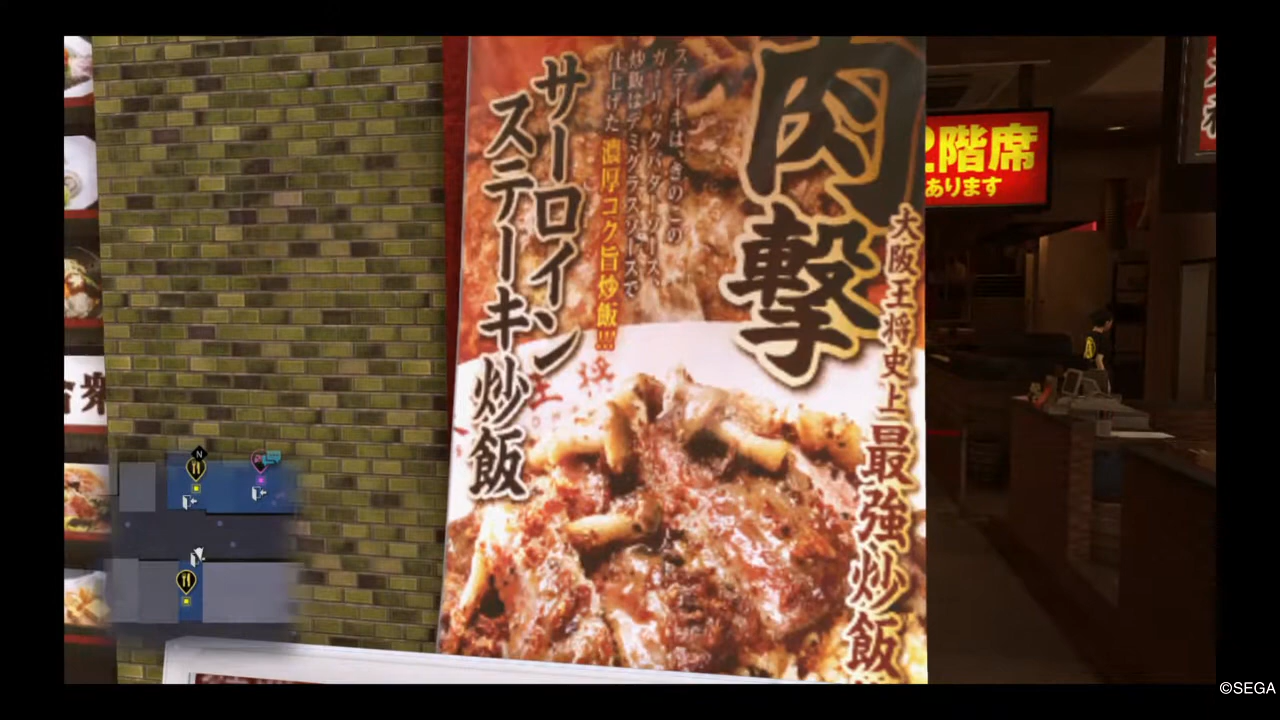 肉撃
大阪王将史上最強炒飯
ステーキは、きのこの
ガーリックバターソース、
炒飯はデミグラスソースで
仕上げた 濃厚コク旨炒飯!!!
サーロイン
ステーキ炒飯
王将
2階席
あります
N
©SEGA